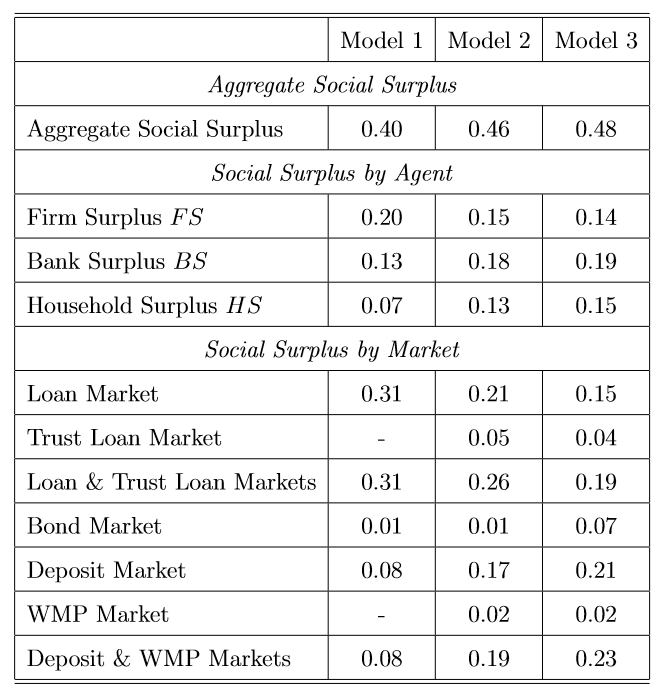 Model 1 Model 2 Model 3
Aggregate Social Surplus
Aggregate Social Surplus 0.40 0.46 0.48
Social Surplus by Agent
Firm Surplus FS 0.20 0.15 0.14
Bank Surplus BS 0.13 0.18 0.19
Household Surplus HS 0.07 0.13 0.15
Social Surplus by Market
Loan Market 0.31 0.21 0.15
Trust Loan Market - 0.05 0.04
Loan & Trust Loan Markets 0.31 0.26 0.19
Bond Market 0.01 0.01 0.07
Deposit Market 0.08 0.17 0.21
WMP Market - 0.02 0.02
Deposit & WMP Markets 0.08 0.19 0.23